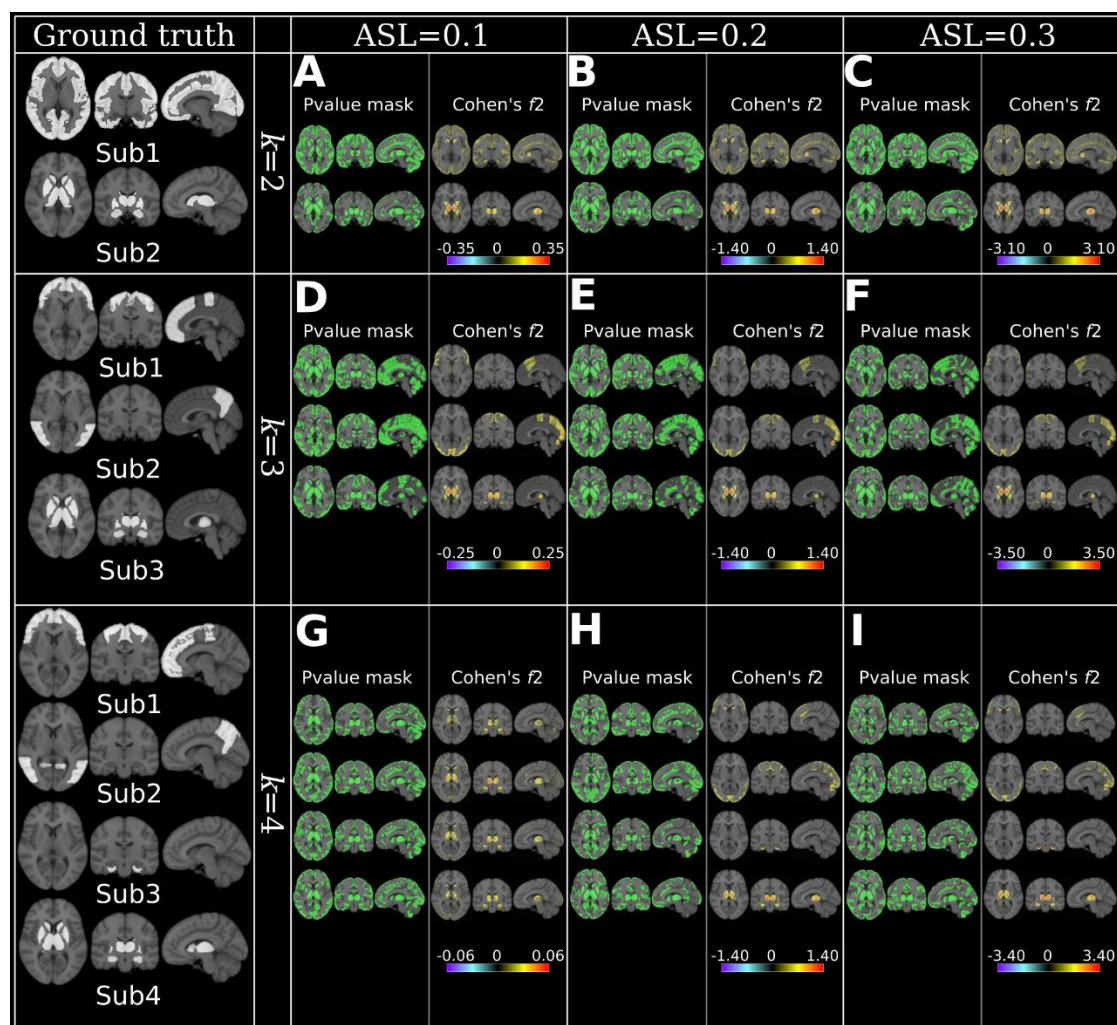 Ground truth ASL=0.1 ASL=0.2 ASL=0.3
A B C
Pvalue mask Cohen's f2 Pvalue mask Cohen's f2 Pvalue mask Cohen's f2
Sub1
k=2
Sub2
-0.35 0 0.35 -1.40 0 1.40 -3.10 0 3.10
D E F
Pvalue mask Cohen's f2 Pvalue mask Cohen's f2 Pvalue mask Cohen's f2
Sub1
Sub2
k=3
Sub3
-0.25 0 0.25 -1.40 0 1.40 -3.50 0 3.50
G H I
Pvalue mask Cohen's f2 Pvalue mask Cohen's f2 Pvalue mask Cohen's f2
Sub1
Sub2
k=4
Sub3
-0.06 0 0.06 -1.40 0 1.40 -3.40 0 3.40
Sub4